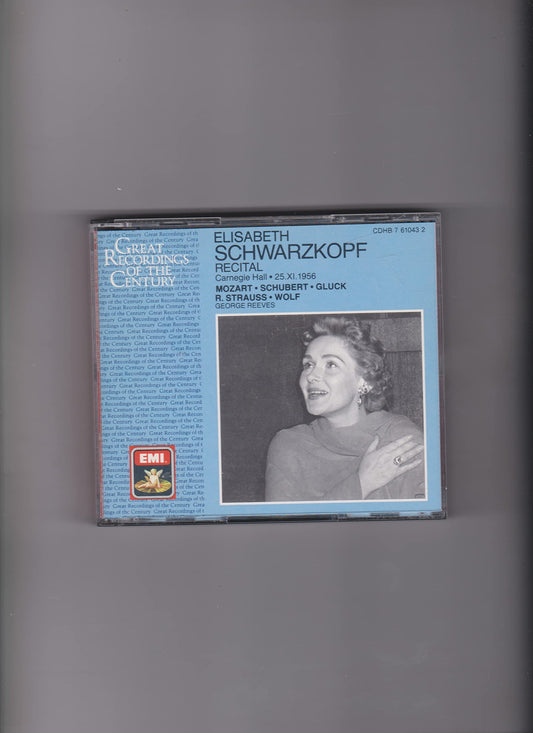 GREAT
RECORDINGS
OF THE
CENTURY
ELISABETH
SCHWARZKOPF
RECITAL
Carnegie Hall • 25.XI.1956
MOZART • SCHUBERT • GLUCK
R. STRAUSS • WOLF
GEORGE REEVES
CDHB 7 61043 2
EMI